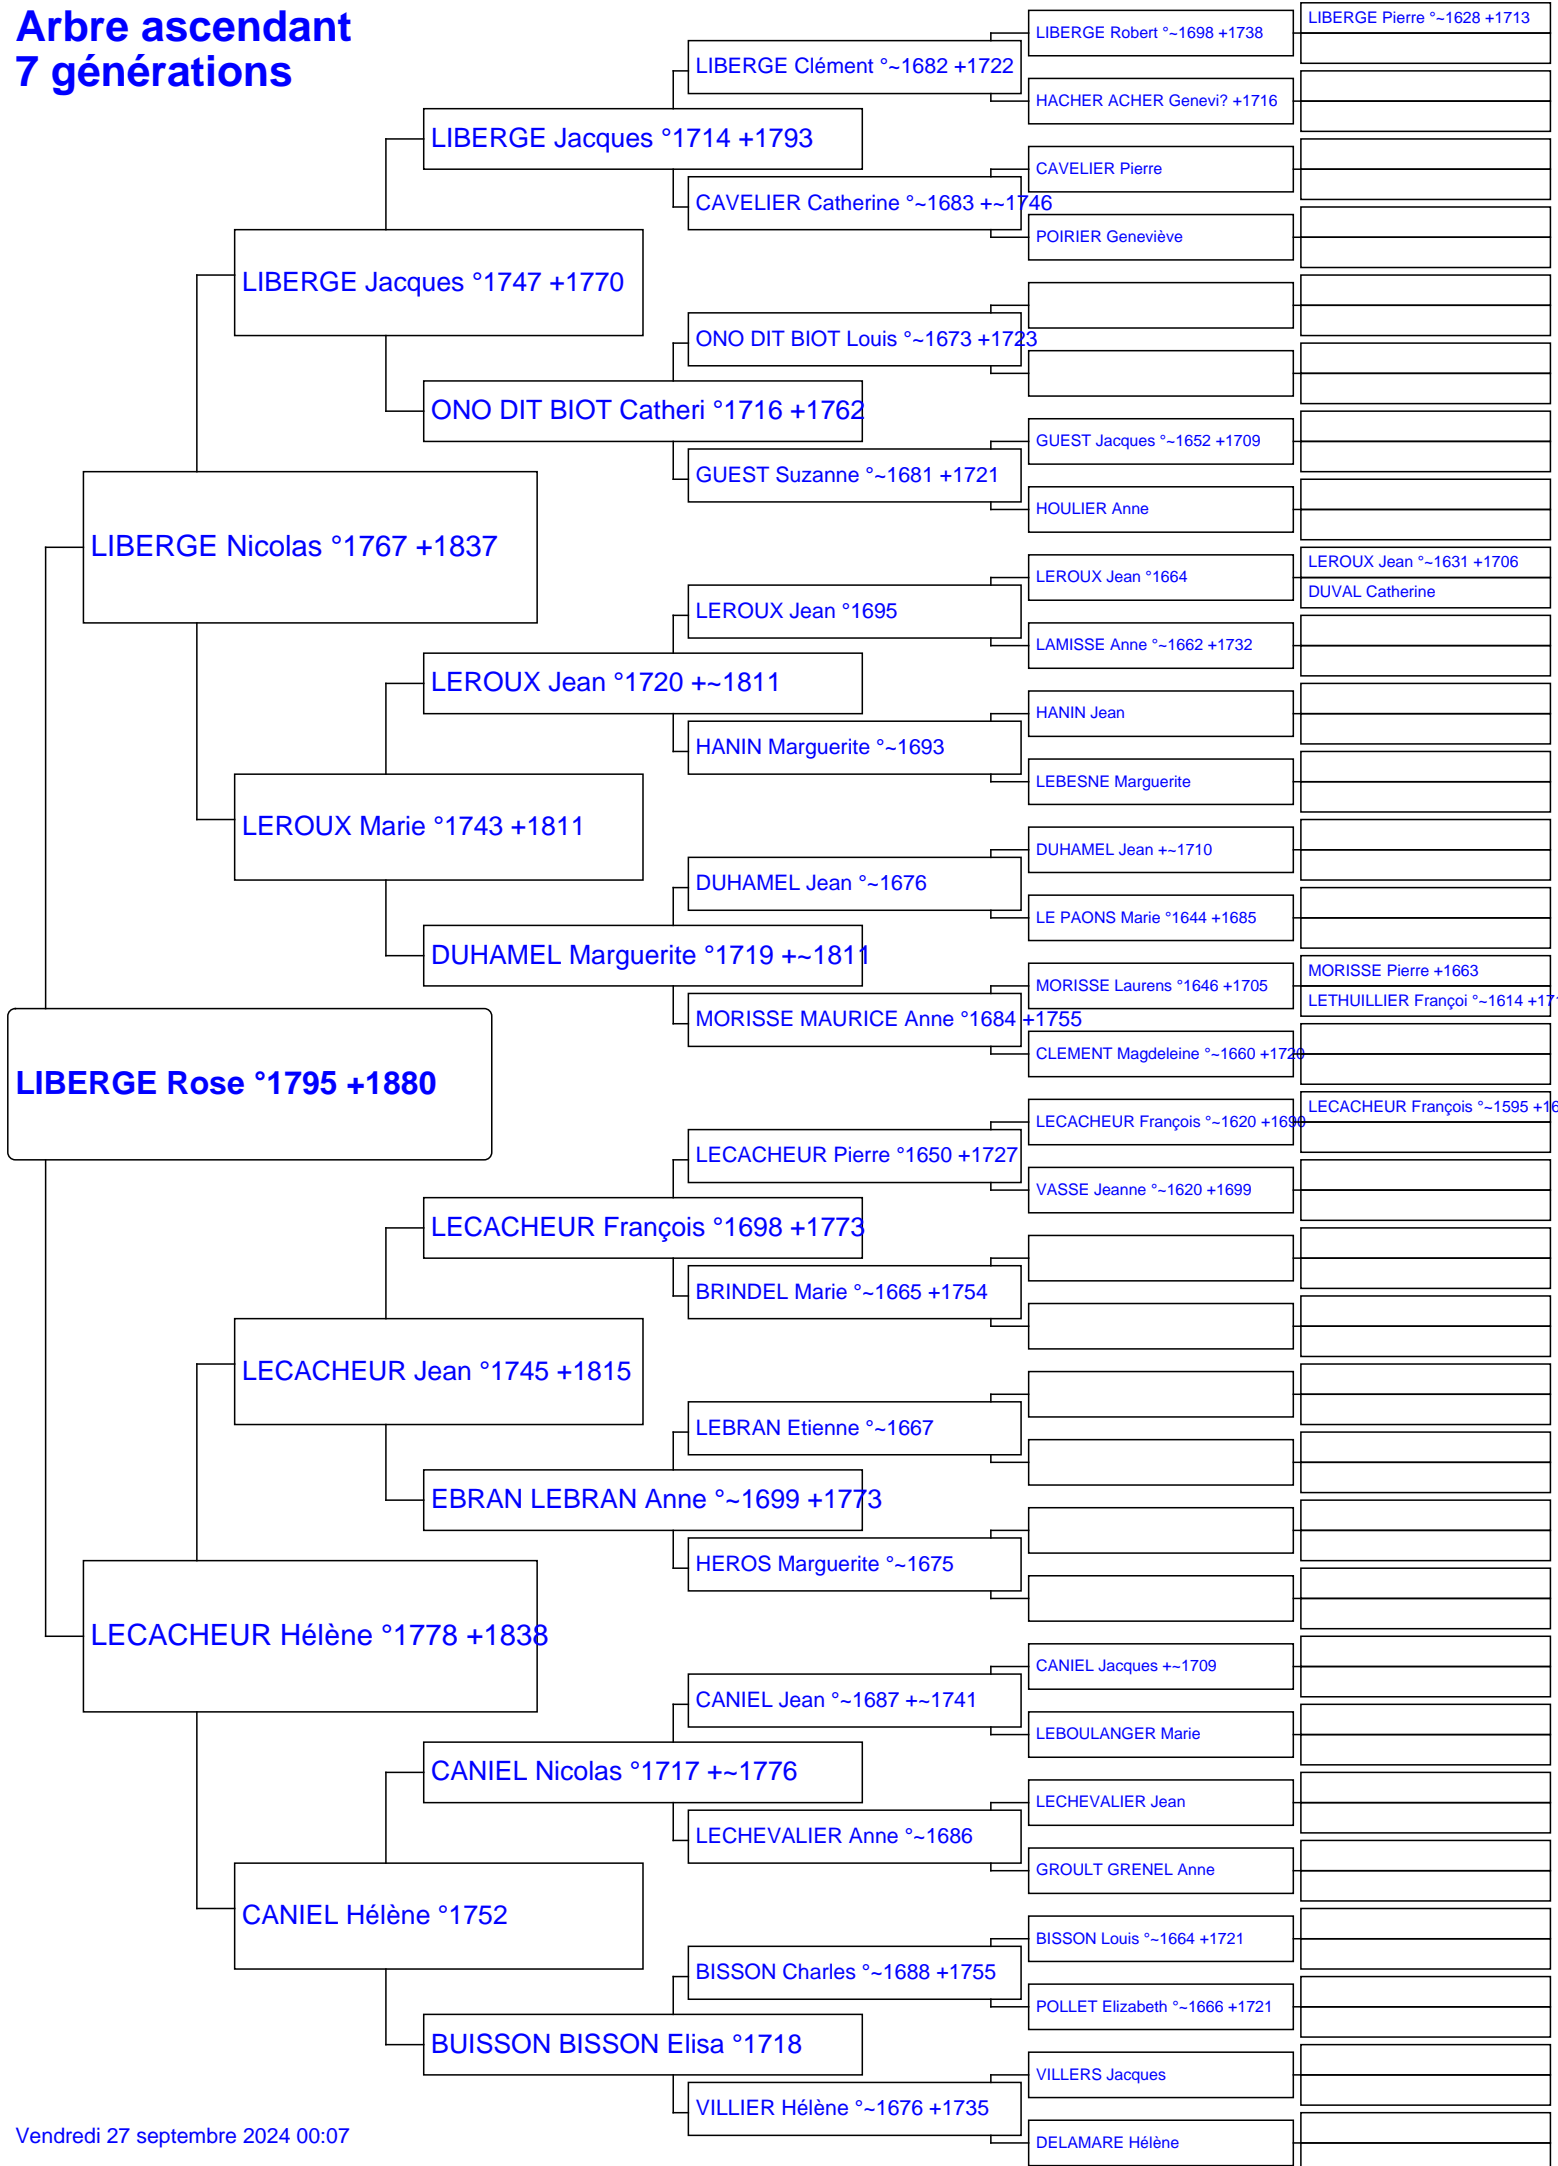 Arbre ascendant
7 générations
LIBERGE Rose °1795 +1880
LIBERGE Nicolas °1767 +1837
LECACHEUR Hélène °1778 +1838
LIBERGE Jacques °1747 +1770
LEROUX Marie °1743 +1811
LECACHEUR Jean °1745 +1815
CANIEL Hélène °1752
LIBERGE Jacques °1714 +1793
ONO DIT BIOT Catheri °1716 +1762
LEROUX Jean °1720 +~1811
DUHAMEL Marguerite °1719 +~1811
LECACHEUR François °1698 +1773
EBRAN LEBRAN Anne °~1699 +1773
CANIEL Nicolas °1717 +~1776
BUISSON BISSON Elisa °1718
LIBERGE Clément °~1682 +1722
CAVELIER Catherine °~1683 +~1746
ONO DIT BIOT Louis °~1673 +1723
GUEST Suzanne °~1681 +1721
LEROUX Jean °1695
HANIN Marguerite °~1693
DUHAMEL Jean °~1676
MORISSE MAURICE Anne °1684 +1755
LECACHEUR Pierre °1650 +1727
BRINDEL Marie °~1665 +1754
LEBRAN Etienne °~1667
HEROS Marguerite °~1675
CANIEL Jean °~1687 +~1741
LECHEVALIER Anne °~1686
BISSON Charles °~1688 +1755
VILLIER Hélène °~1676 +1735
LIBERGE Robert °~1698 +1738
HACHER ACHER Genevi? +1716
CAVELIER Pierre
POIRIER Geneviève
GUEST Jacques °~1652 +1709
HOULIER Anne
LEROUX Jean °1664
LAMISSE Anne °~1662 +1732
HANIN Jean
LEBESNE Marguerite
DUHAMEL Jean +~1710
LE PAONS Marie °1644 +1685
MORISSE Laurens °1646 +1705
CLEMENT Magdeleine °~1660 +1720
LECACHEUR François °~1620 +1690
VASSE Jeanne °~1620 +1699
CANIEL Jacques +~1709
LEBOULANGER Marie
LECHEVALIER Jean
GROULT GRENEL Anne
BISSON Louis °~1664 +1721
POLLET Elizabeth °~1666 +1721
VILLERS Jacques
DELAMARE Hélène
LIBERGE Pierre °~1628 +1713
LEROUX Jean °~1631 +1706
DUVAL Catherine
MORISSE Pierre +1663
LETHUILLIER Françoi °~1614
LECACHEUR François °~1595
Vendredi 27 septembre 2024 00:07